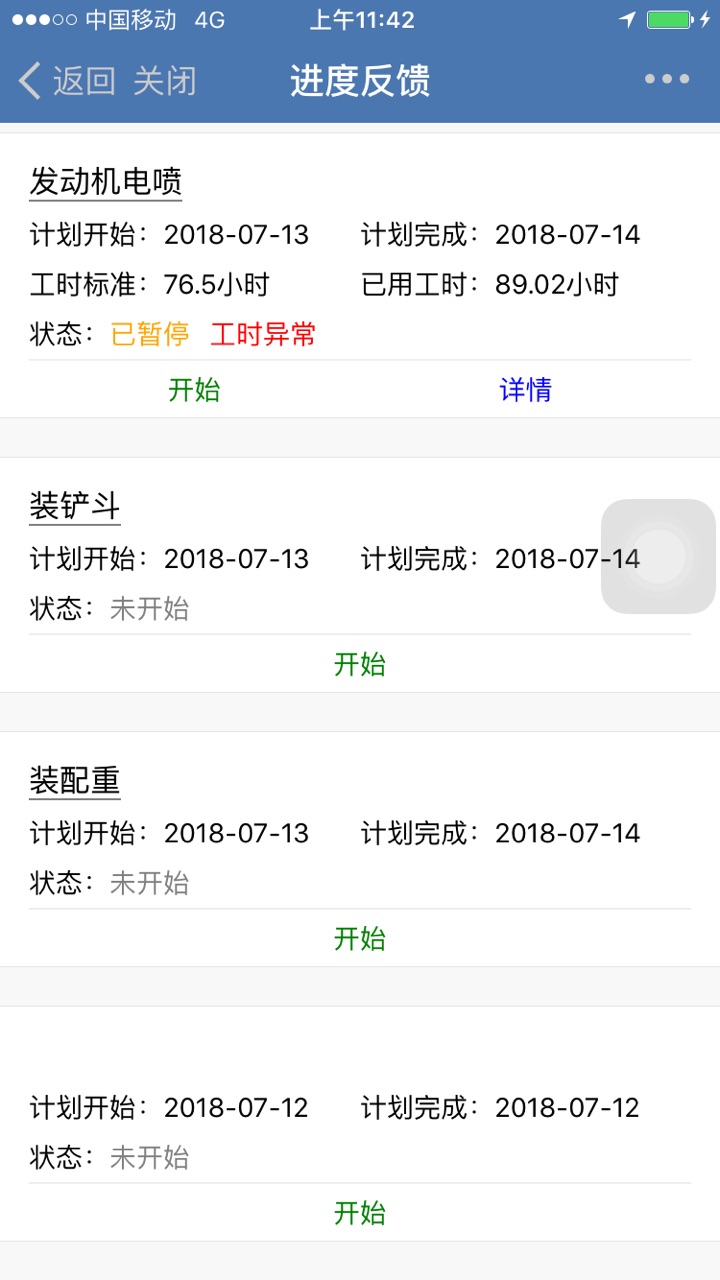 中国移动 4G 上午11:42
返回 关闭 进度反馈
发动机电喷
计划开始：2018-07-13 计划完成：2018-07-14
工时标准：76.5小时 已用工时：89.02小时
状态：已暂停 工时异常
开始 详情
装铲斗
计划开始：2018-07-13 计划完成：2018-07-14
状态：未开始
开始
装配重
计划开始：2018-07-13 计划完成：2018-07-14
状态：未开始
开始
计划开始：2018-07-12 计划完成：2018-07-12
状态：未开始
开始